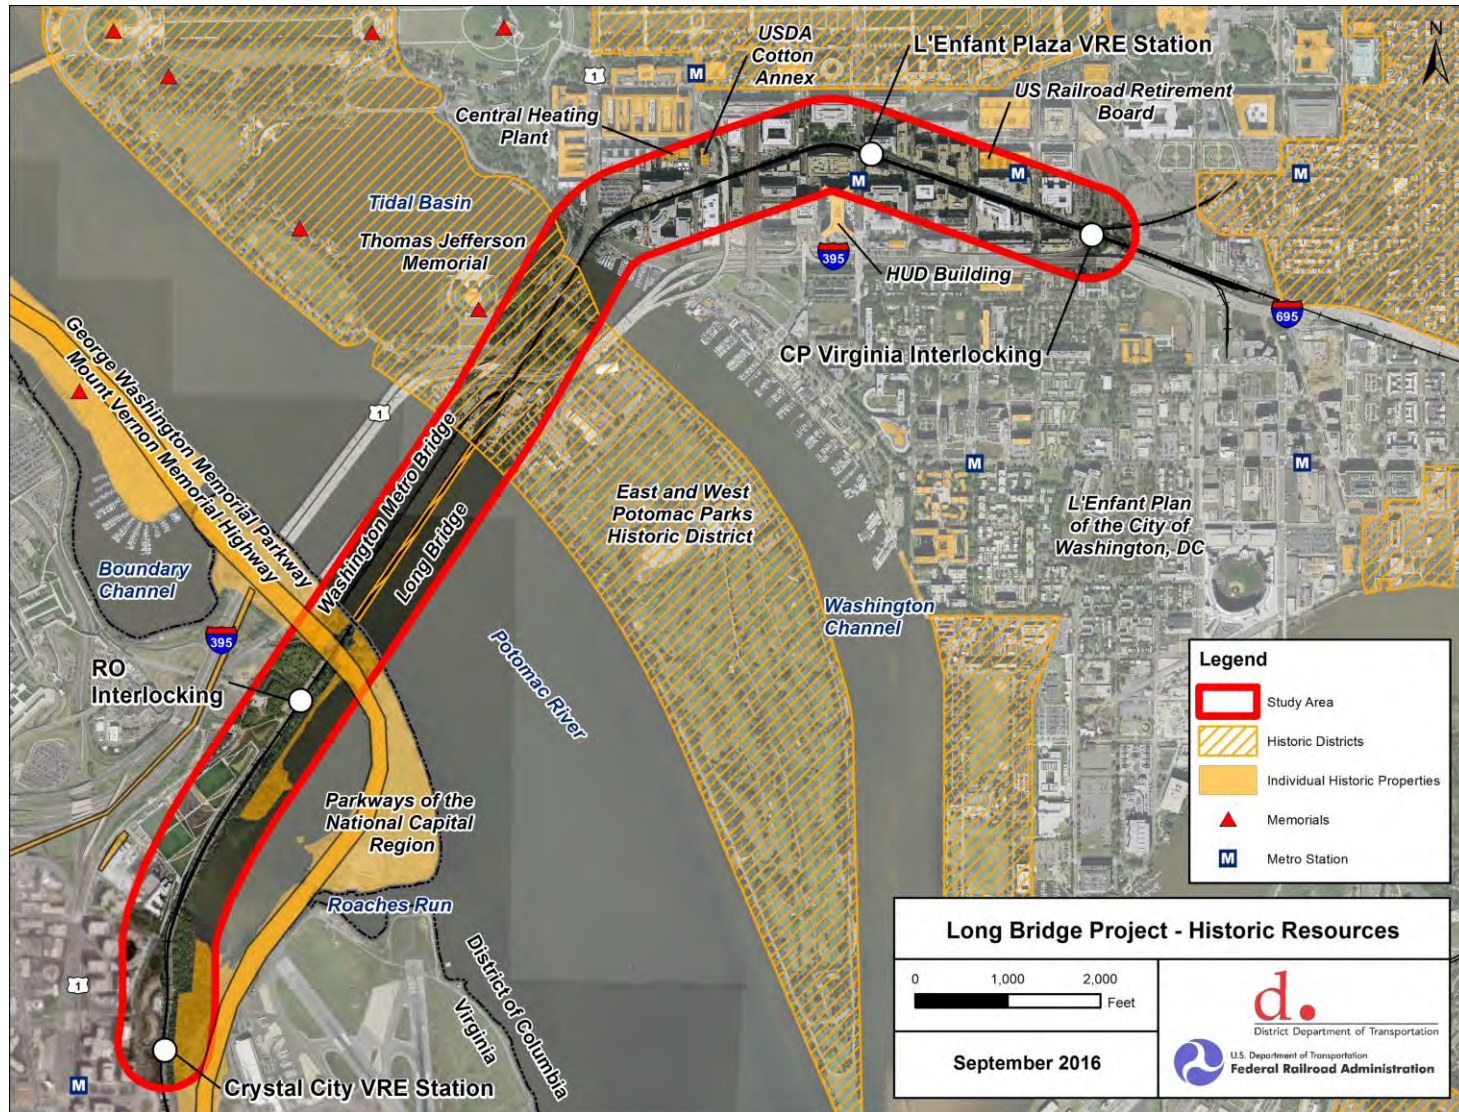 USDA
Cotton
Annex
L'Enfant Plaza VRE Station
N
1
M
US Railroad Retirement
Board
Central Heating
Plant
M
M
M
Tidal Basin
Thomas Jefferson
Memorial
395
HUD Building
695
CP Virginia Interlocking
George Washington Memorial Parkway
Mount Vernon Memorial Highway
1
Washington Metro Bridge
Long Bridge
M
M
East and West
Potomac Parks
Historic District
L'Enfant Plan
of the City of
Washington, DC
Boundary
Channel
Washington
Channel
395
Potomac River
RO
Interlocking
Parkways of the
National Capital
Region
Roaches Run
District of Columbia
Virginia
1
M
Crystal City VRE Station
Legend
Study Area
Historic Districts
Individual Historic Properties
Memorials
M
Metro Station
Long Bridge Project - Historic Resources
0 1,000 2,000
Feet
September 2016
d.
District Department of Transportation
U.S. Department of Transportation
Federal Railroad Administration